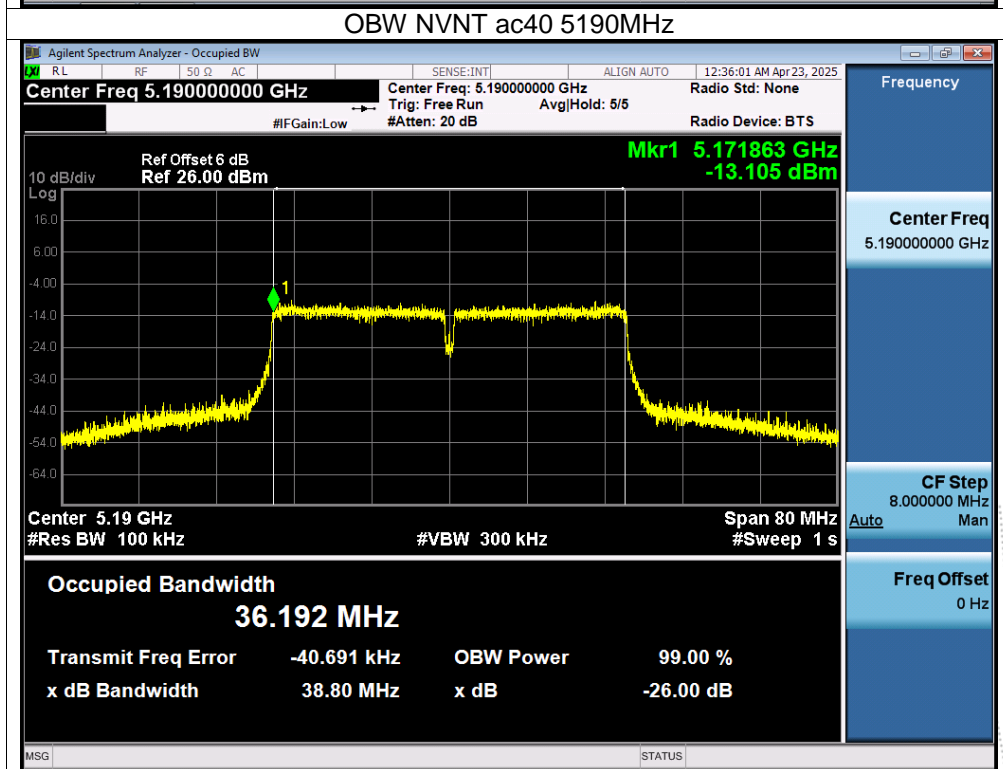 OBW NVNT ac40 5190MHz
Agilent Spectrum Analyzer - Occupied BW
LXI RL RF 50 Ω AC SENSE:INT ALIGN AUTO 12:36:01 AM Apr 23, 2025
Center Freq 5.190000000 GHz
Center Freq: 5.190000000 GHz
Radio Std: None
Trig: Free Run Avg|Hold: 5/5
#IFGain:Low #Atten: 20 dB Radio Device: BTS
Mkr1 5.171863 GHz
-13.105 dBm
Ref Offset 6 dB
10 dB/div Ref 26.00 dBm
Log
16.0
6.00
-4.00
1
-14.0
-24.0
-34.0
-44.0
-54.0
-64.0
Center 5.19 GHz Span 80 MHz
#Res BW 100 kHz #VBW 300 kHz #Sweep 1 s
Occupied Bandwidth
36.192 MHz
Transmit Freq Error -40.691 kHz OBW Power 99.00 %
x dB Bandwidth 38.80 MHz x dB -26.00 dB
Frequency
Center Freq
5.190000000 GHz
CF Step
8.000000 MHz
Auto Man
Freq Offset
0 Hz
MSG STATUS